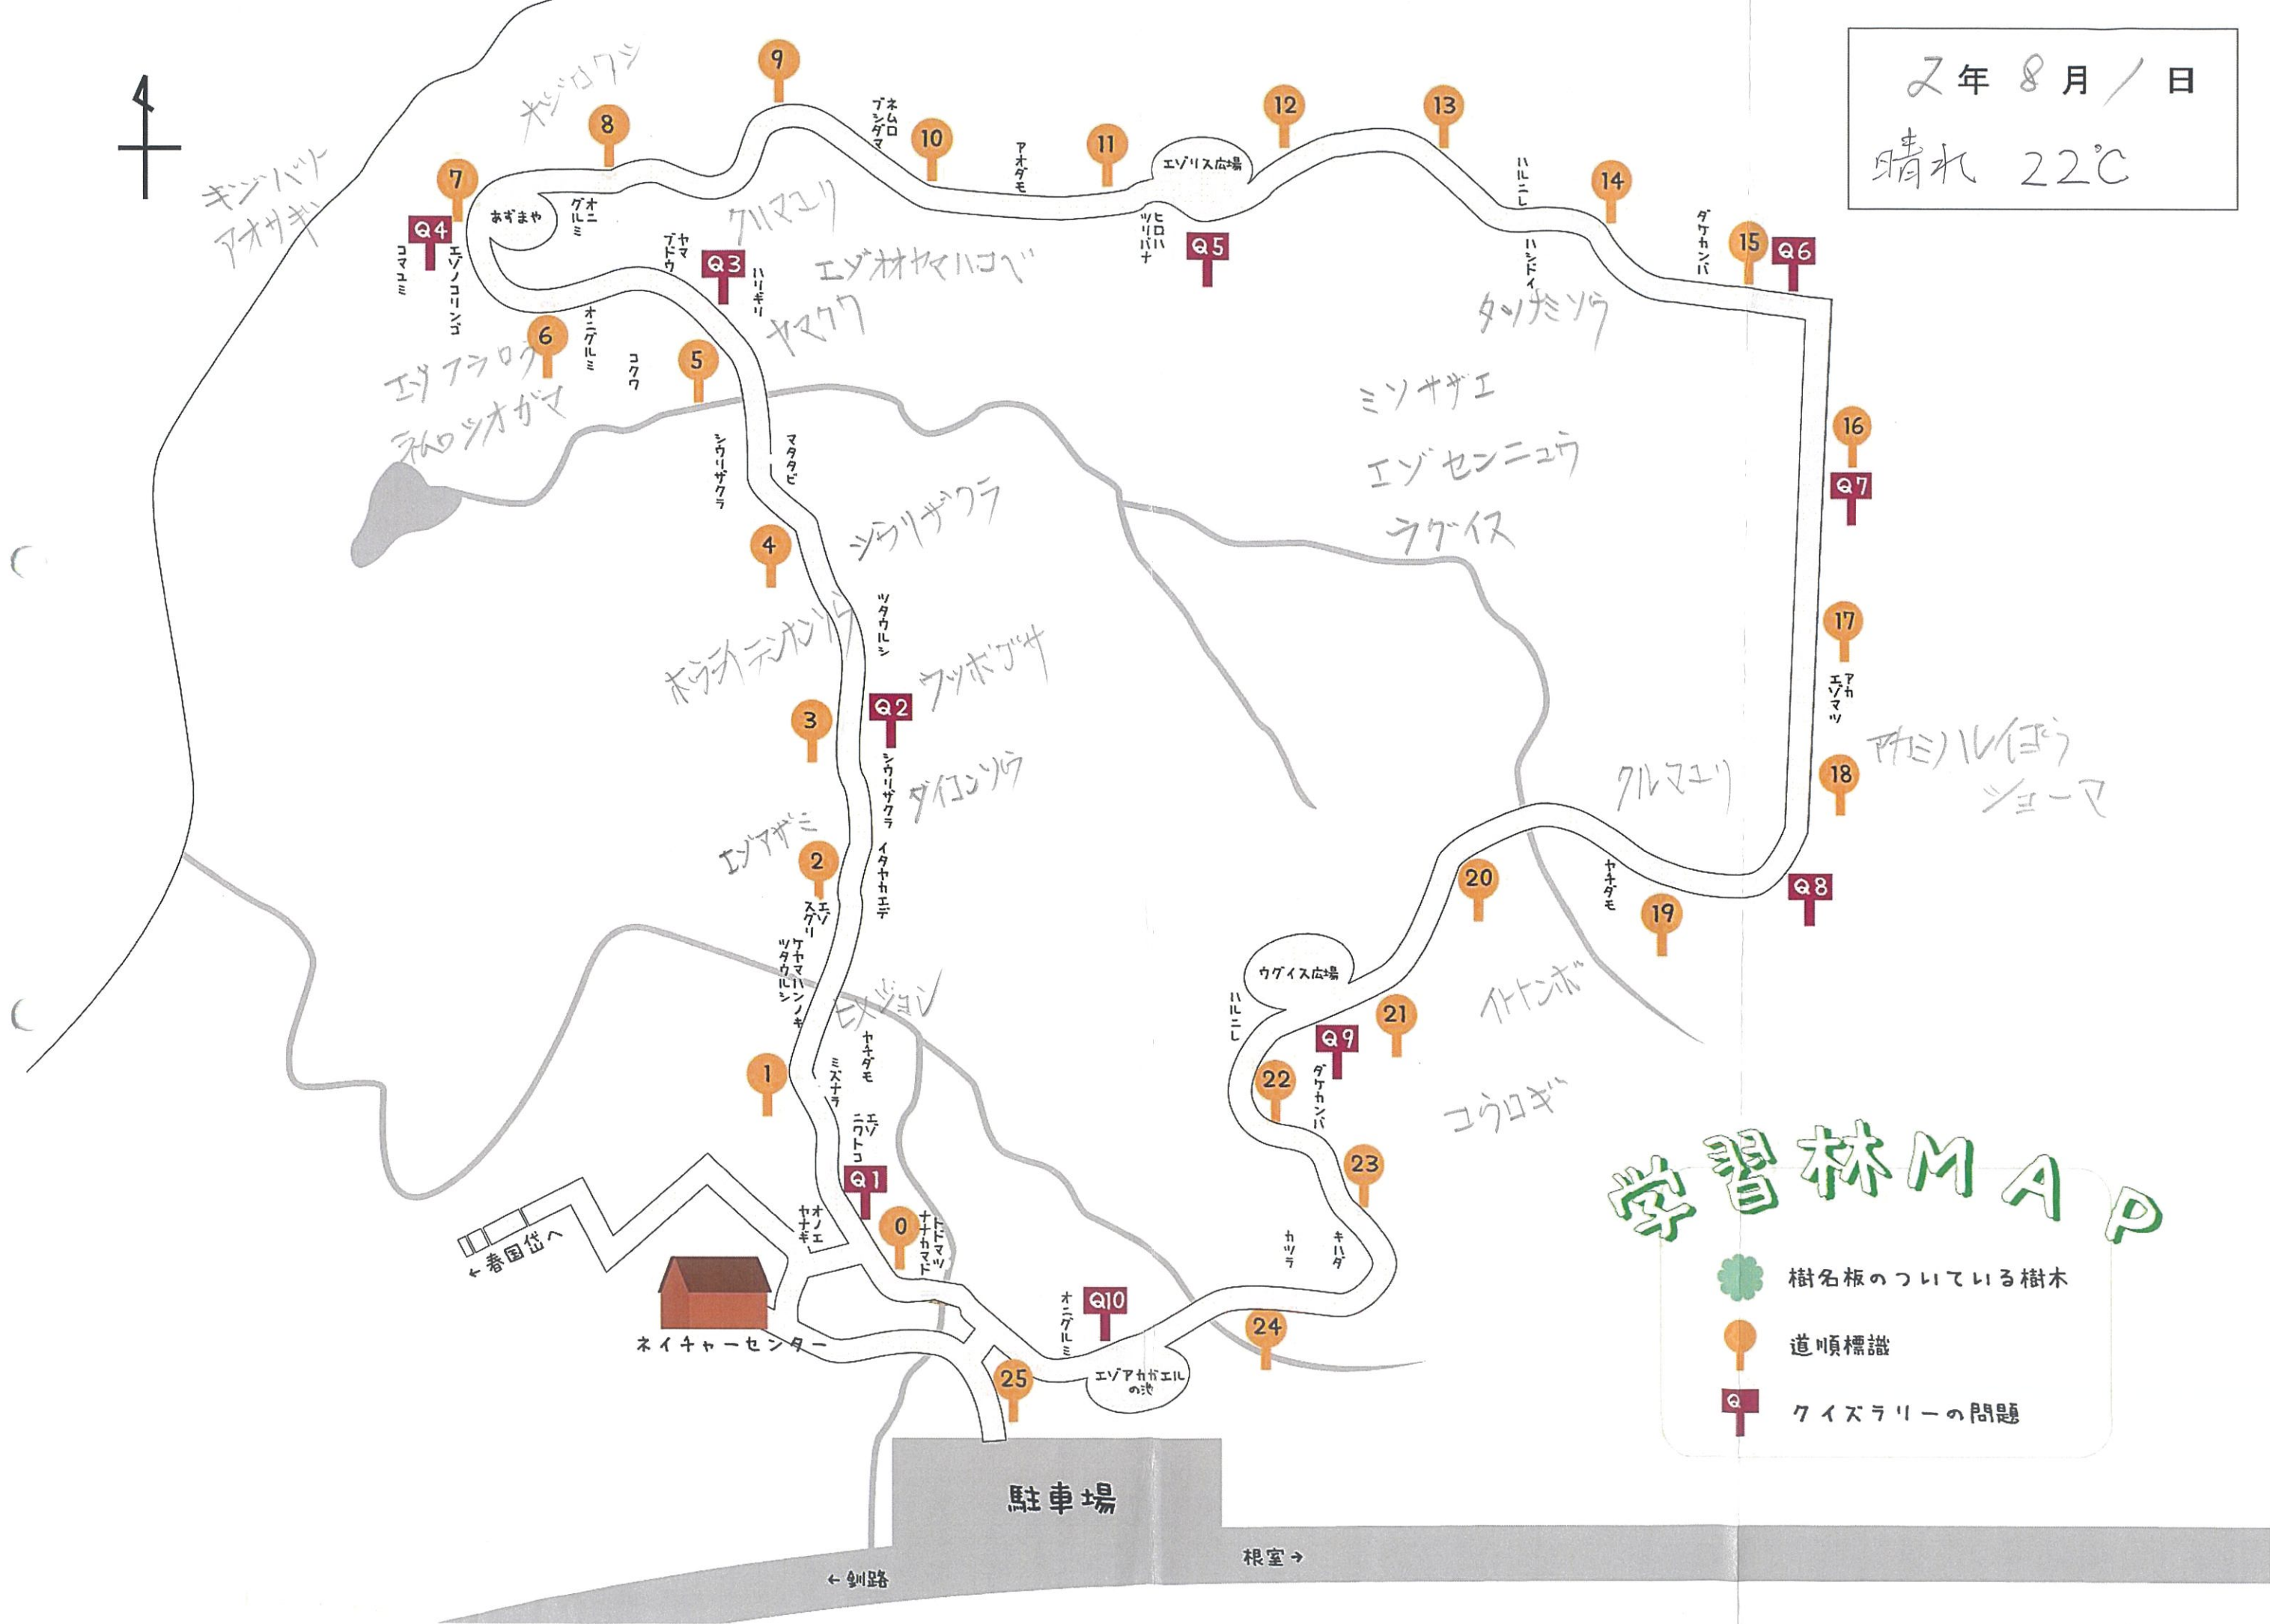 2年 8月 1日
晴れ 22℃
オジロワシ
9
8
ネムロ
ブシダマ
10
アオダモ
11
エゾリス広場
12
13
ハルニレ
14
ダケカンバ
15
Q6
ギンバリー
アオサギ
7
Q4
コマユミ
エゾノコリンゴ
あずまや
オニ
グルミ
ヤマ
ブドウ
Q3
ハリギリ
クルマユリ
エゾオオヤマハコベ
ヤマクワ
ヒロハ
ツリバナ
Q5
ハシドイ
タツナミソウ
6
オニグルミ
コクワ
5
エゾフウロウ
ネムロツオガマ
ミソサザエ
エゾセンニュウ
ウグイス
16
Q7
シウリザクラ
マタタビ
シウリザクラ
4
ツタウルシ
17
アカ
エゾマツ
ウツボグサ
3
Q2
シウリザクラ
ダイコンソウ
クルマユリ
18
ショーマ
エゾアザミ
2
イタヤカエデ
エゾ
スグリ
ケヤマハンノキ
ツタウルシ
20
ヤチダモ
19
Q8
ヒメジョン
ヤチダモ
ミズナラ
1
ウグイス広場
ハルニレ
21
Q9
イトトンボ
22
ダケカンバ
コウロギ
エゾ
ニワトコ
Q1
23
オノエ
ヤナギ
0
トドマツ
ナナカマド
カツラ
キハダ
←春国岱へ
ネイチャーセンター
オニグルミ
Q10
24
25
エゾアカガエル
の池
学習林MAP
樹名板のついている樹木
道順標識
Q
クイズラリーの問題
駐車場
根室→
←釧路